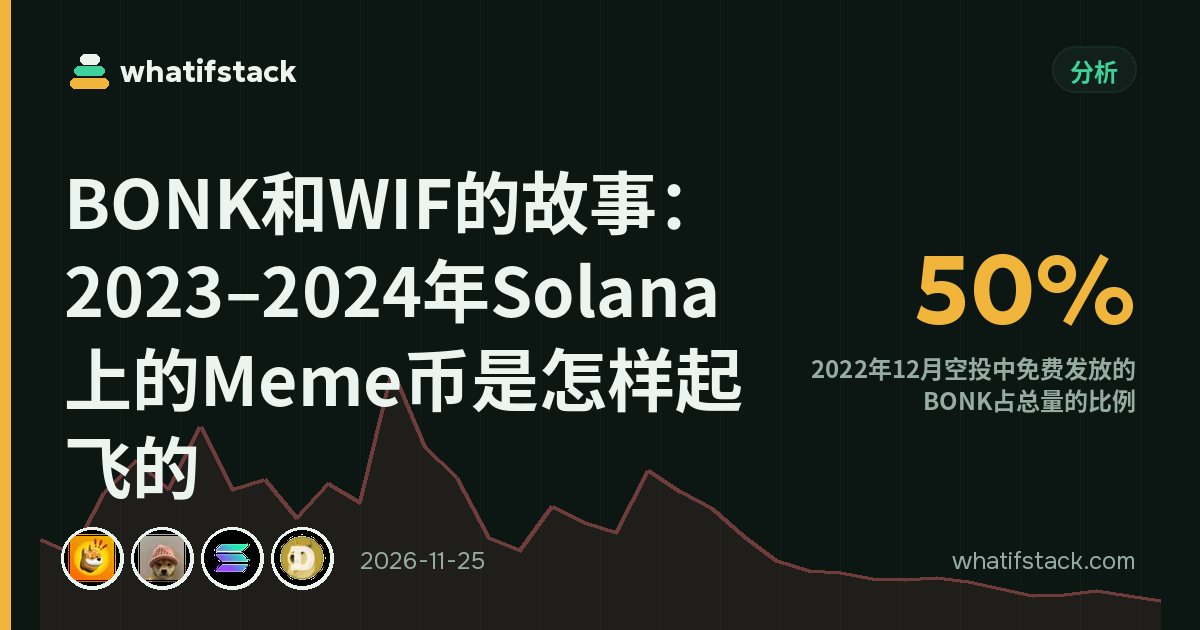 whatifstack
分析
BONK和WIF的故事：
2023–2024年Solana
上的Meme币是怎样起
飞的
50%
2022年12月空投中免费发放的
BONK占总量的比例
2026-11-25
whatifstack.com